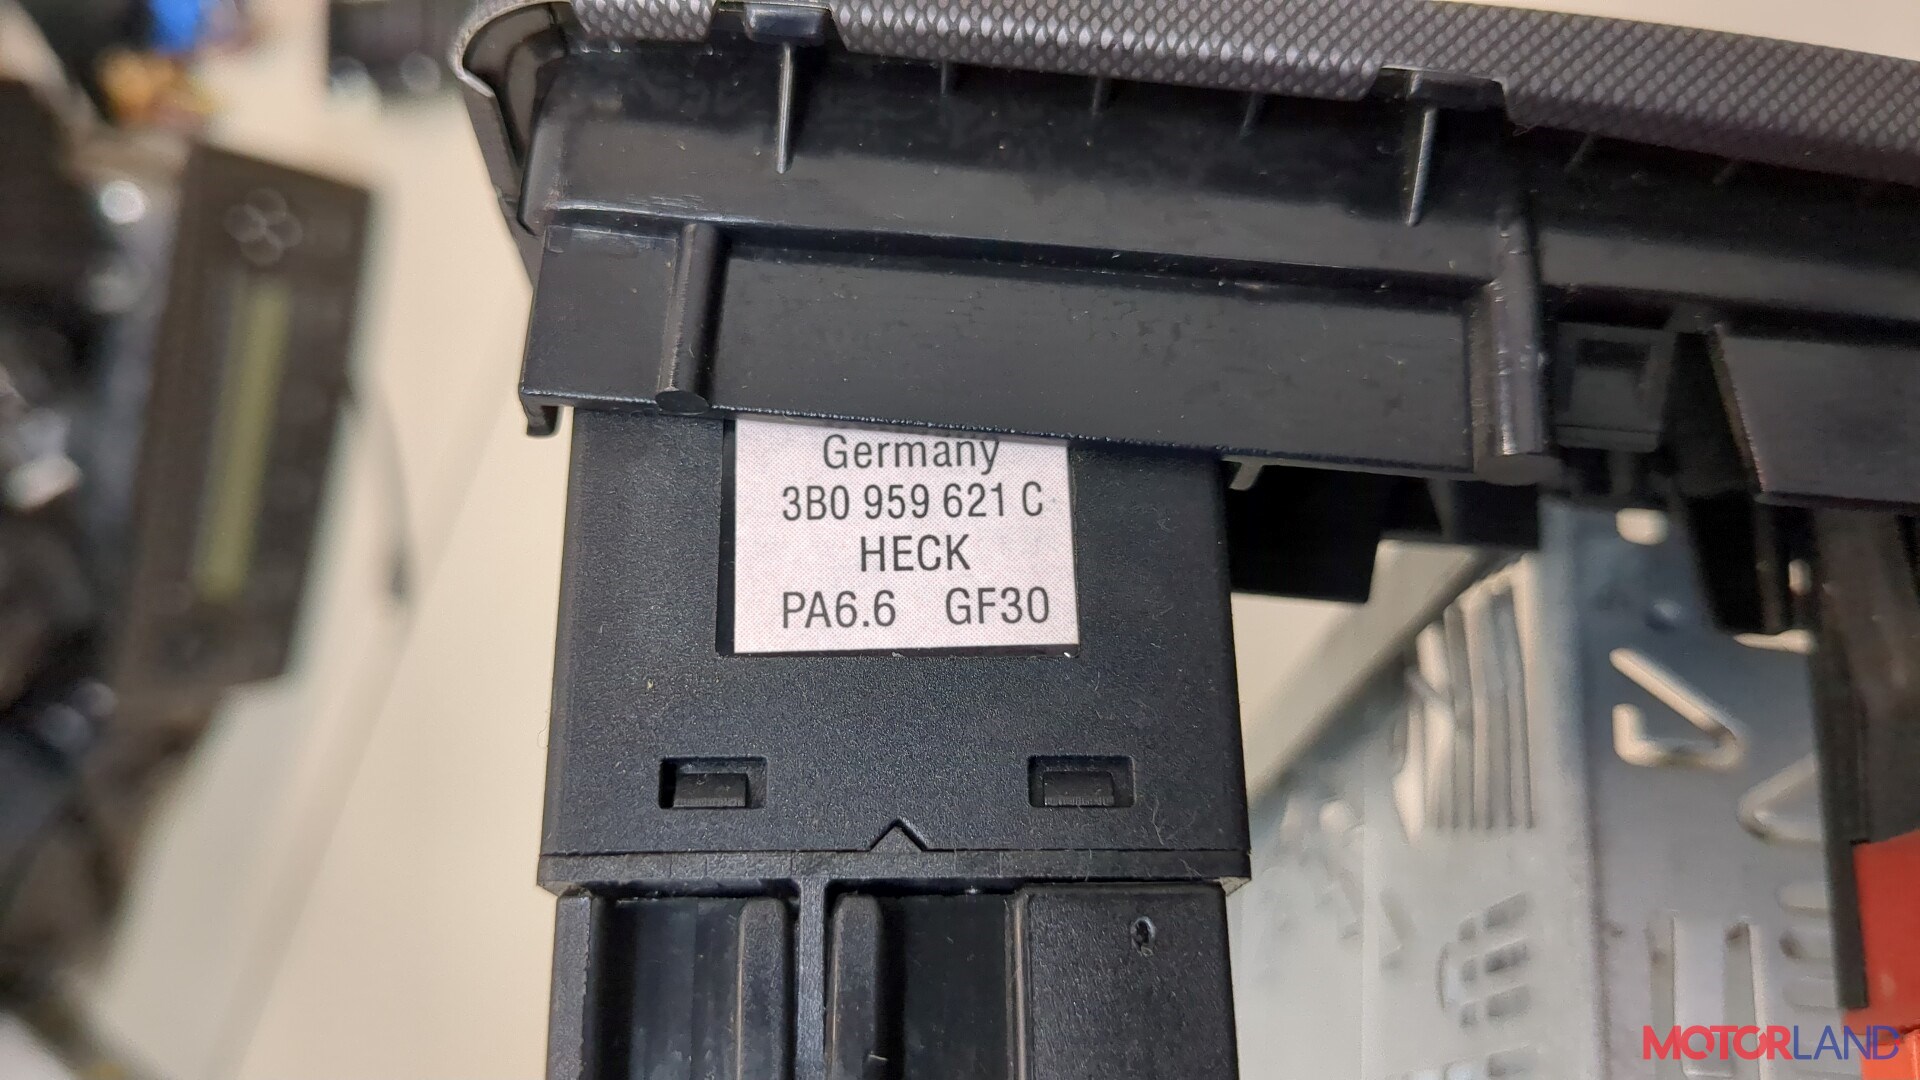 Germany
3B0 959 621 C
HECK
PA6.6 GF30
MOTORLAND